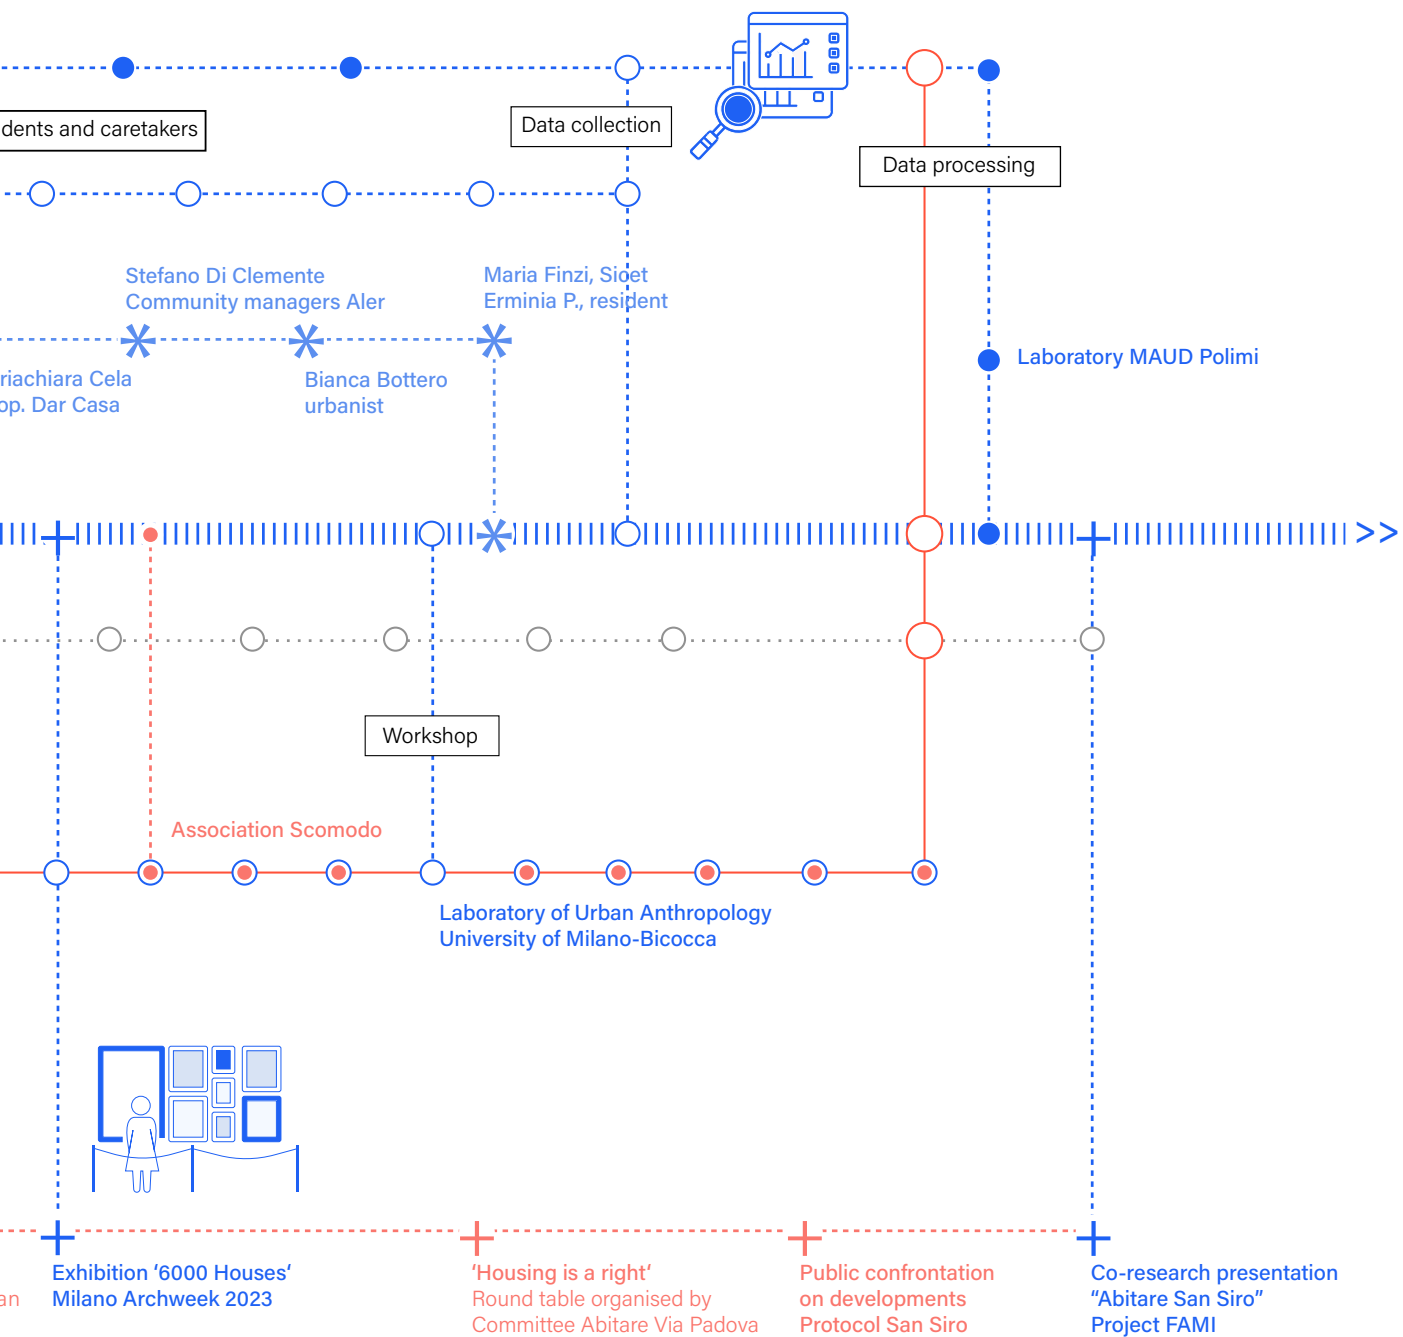 dents and caretakers
Data collection
Data processing
Stefano Di Clemente
Community managers Aler
Maria Finzi, Sicet
Erminia P., resident
riachiara Cela
op. Dar Casa
Bianca Bottero
urbanist
Laboratory MAUD Polimi
>>
Workshop
Association Scomodo
Laboratory of Urban Anthropology
University of Milano-Bicocca
an
Exhibition ‘6000 Houses‘
Milano Archweek 2023
‘Housing is a right‘
Round table organised by
Committee Abitare Via Padova
Public confrontation
on developments
Protocol San Siro
Co-research presentation
“Abitare San Siro”
Project FAMI